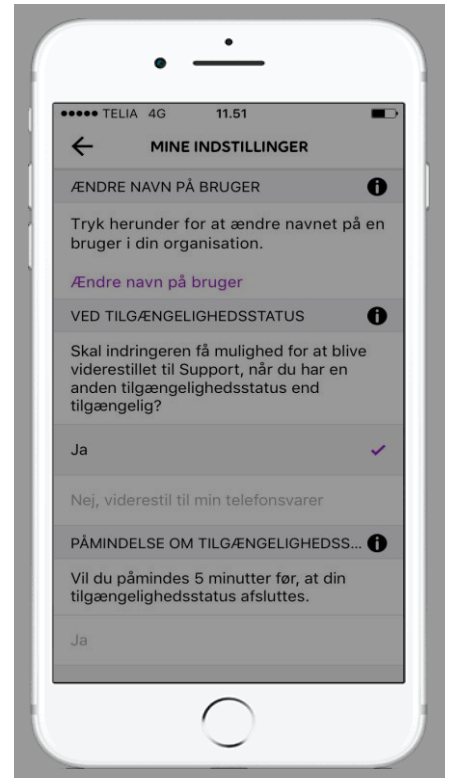 TELIA 4G 11.51
MINE INDSTILLINGER
ÆNDRE NAVN PÅ BRUGER
Tryk herunder for at ændre navnet på en
bruger i din organisation.
Ændre navn på bruger
VED TILGÆNGELIGHEDSSTATUS
Skal indringeren få mulighed for at blive
viderestillet til Support, når du har en
anden tilgængelighedsstatus end
tilgængelig?
Ja
Nej, viderestil til min telefonsvarer
PÅMINDELSE OM TILGÆNGELIGHEDSS...
Vil du påmindes 5 minutter før, at din
tilgængelighedsstatus afsluttes.
Ja